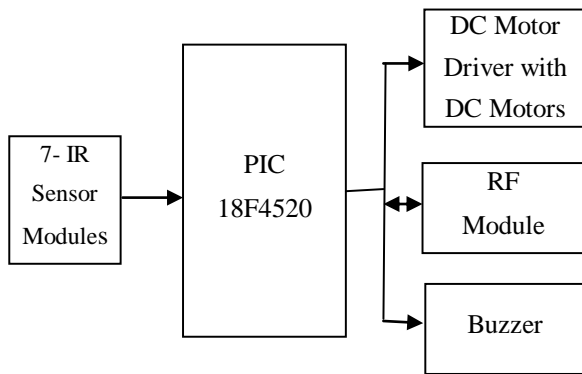 7- IR
Sensor
Modules
PIC
18F4520
DC Motor
Driver with
DC Motors
RF
Module
Buzzer